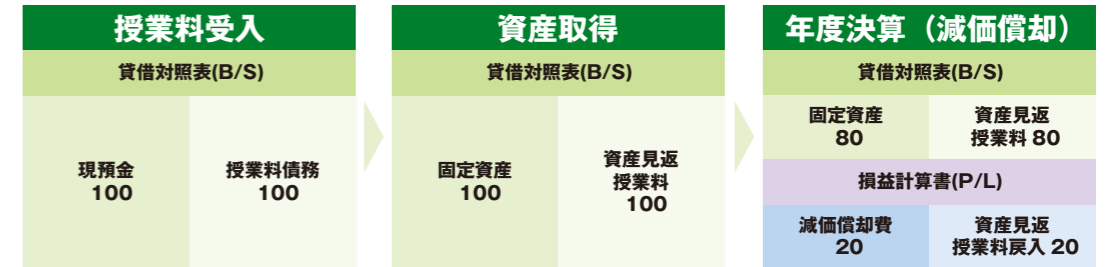 授業料受入
貸借対照表(B/S)
現預金
100
授業料債務
100
資産取得
貸借対照表(B/S)
固定資産
100
資産見返
授業料
100
年度決算（減価償却）
貸借対照表(B/S)
固定資産
80
資産見返
授業料 80
損益計算書(P/L)
減価償却費
20
資産見返
授業料戻入 20